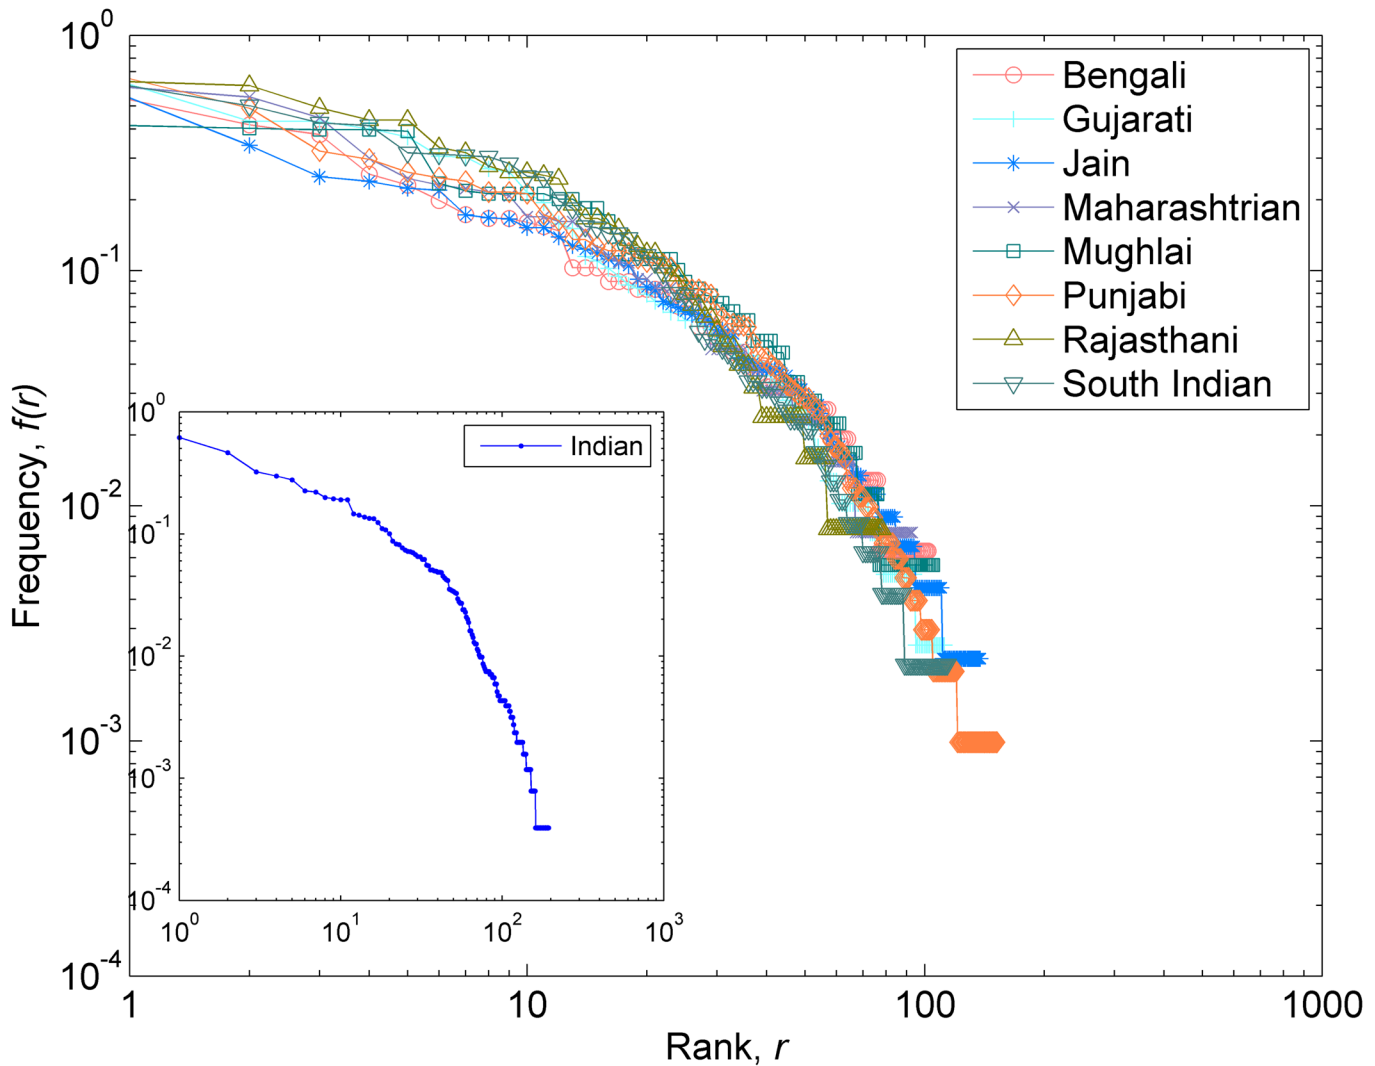 10^0
10^-1
10^-2
10^-3
10^-4
Frequency, f(r)
1
10
100
1000
Rank, r
Bengali
Gujarati
Jain
Maharashtrian
Mughlai
Punjabi
Rajasthani
South Indian
10^0
10^-1
10^-2
10^-3
10^-4
10^0
10^1
10^2
10^3
Indian